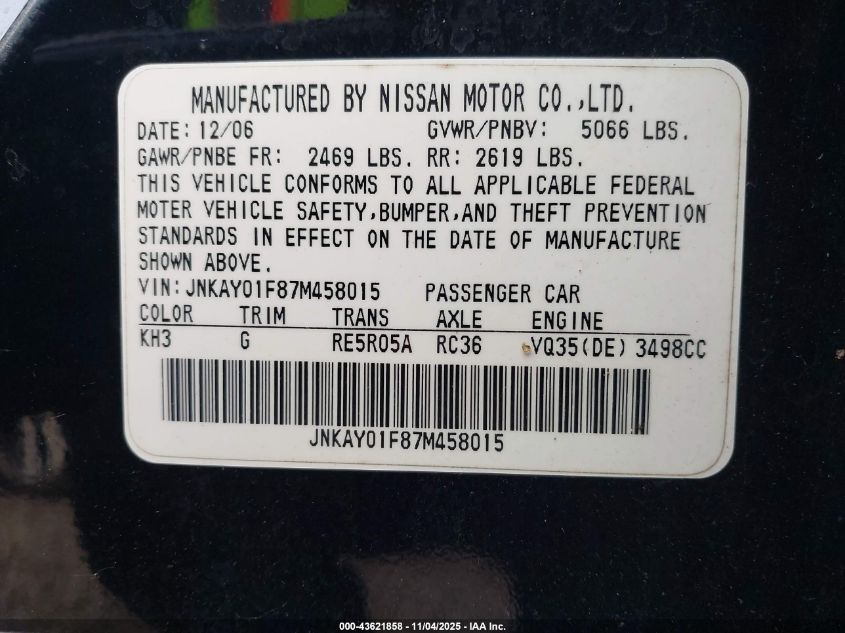 MANUFACTURED BY NISSAN MOTOR CO.,LTD.
DATE: 12/06 GVWR/PNBV: 5066 LBS.
GAWR/PNBE FR: 2469 LBS. RR: 2619 LBS.
THIS VEHICLE CONFORMS TO ALL APPLICABLE FEDERAL
MOTER VEHICLE SAFETY,BUMPER,AND THEFT PREVENTION
STANDARDS IN EFFECT ON THE DATE OF MANUFACTURE
SHOWN ABOVE.
VIN:JNKAY01F87M458015 PASSENGER CAR
COLOR TRIM TRANS AXLE ENGINE
KH3 G RE5R05A RC36 VQ35(DE) 3498CC
JNKAY01F87M458015
000-43621858 - 11/04/2025 - IAA Inc.